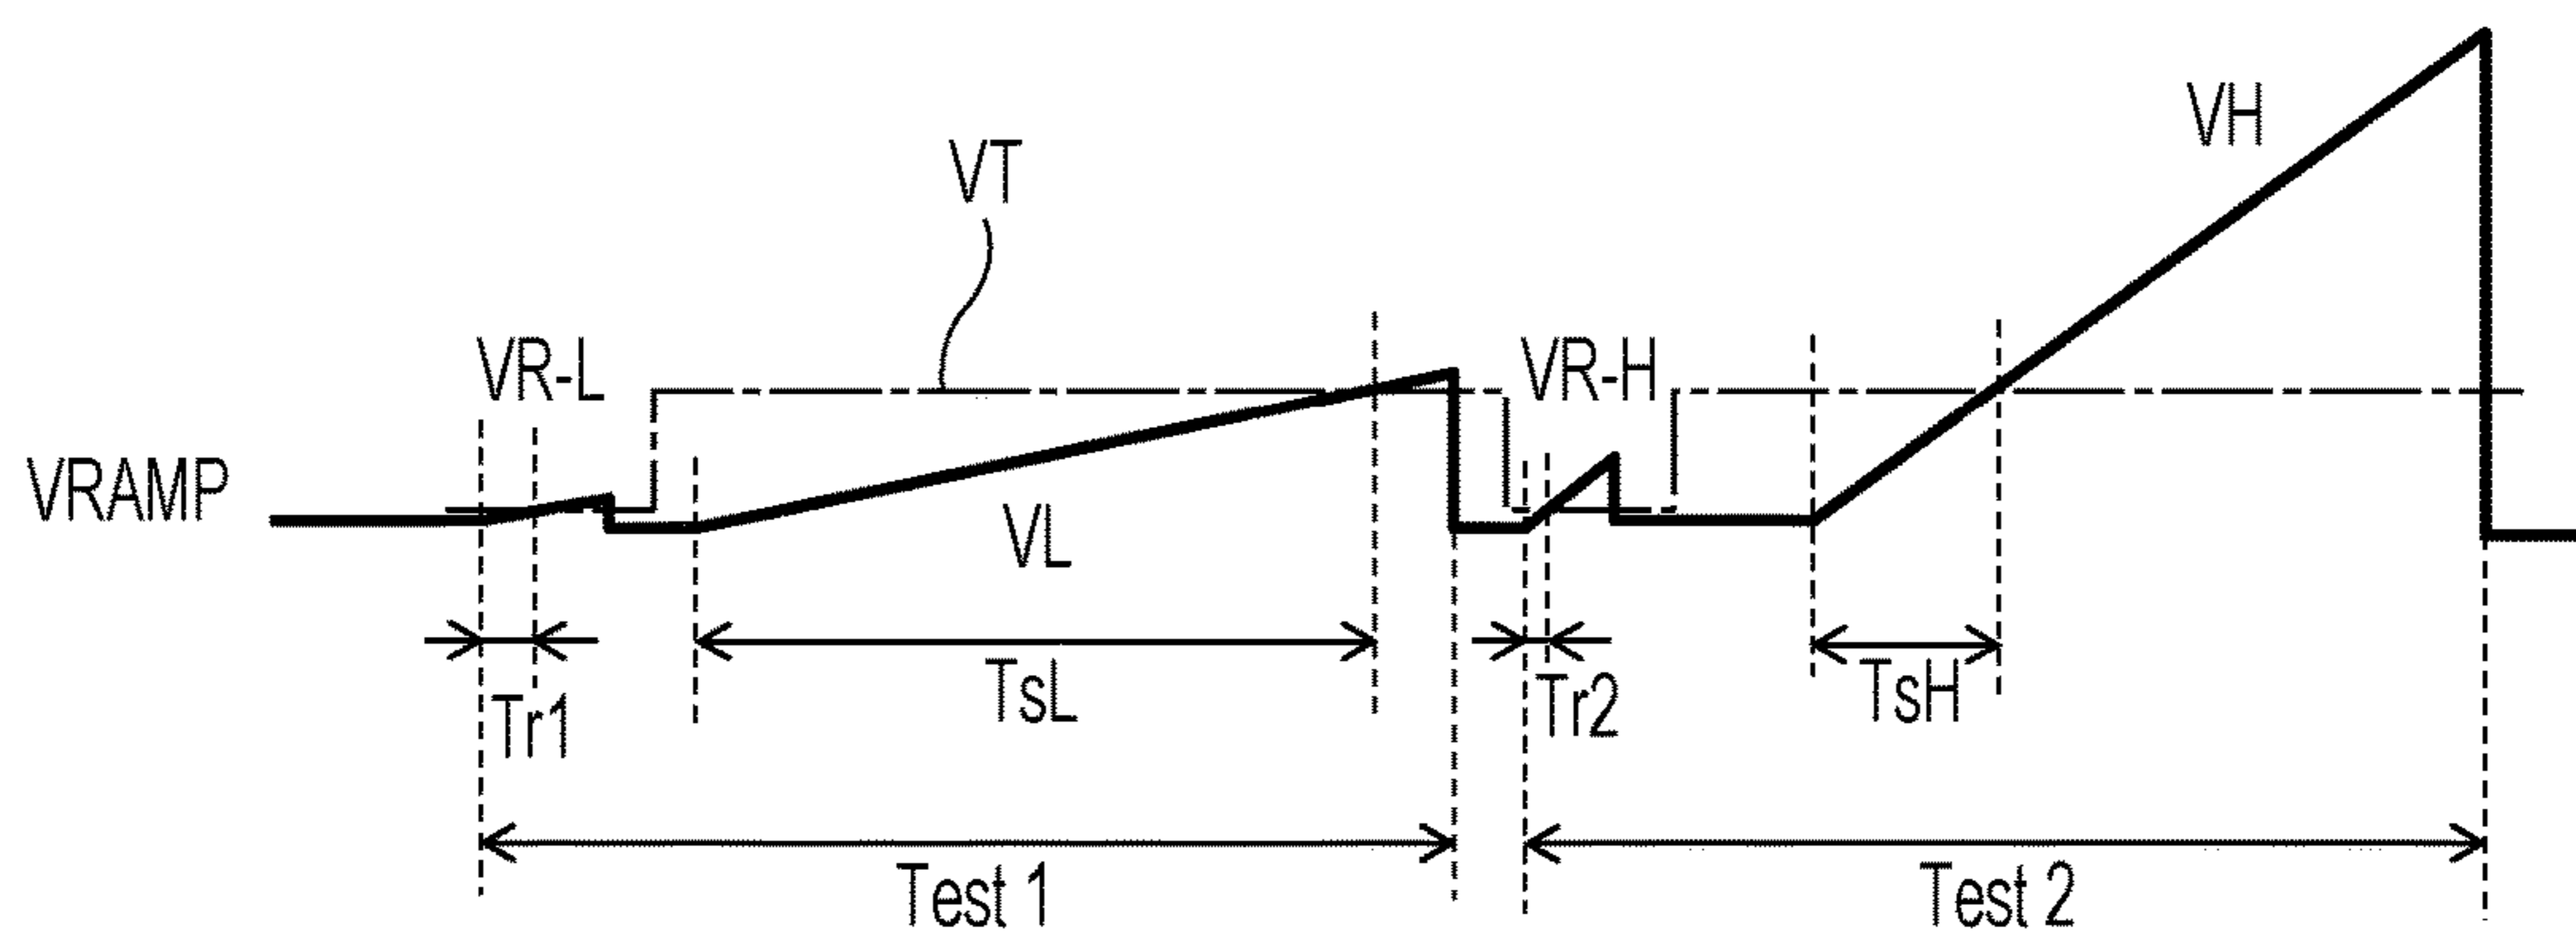 VT
VH
VR-L
VR-H
VRAMP
VL
TsL
TsH
Tr1
Tr2
Test 1
Test 2